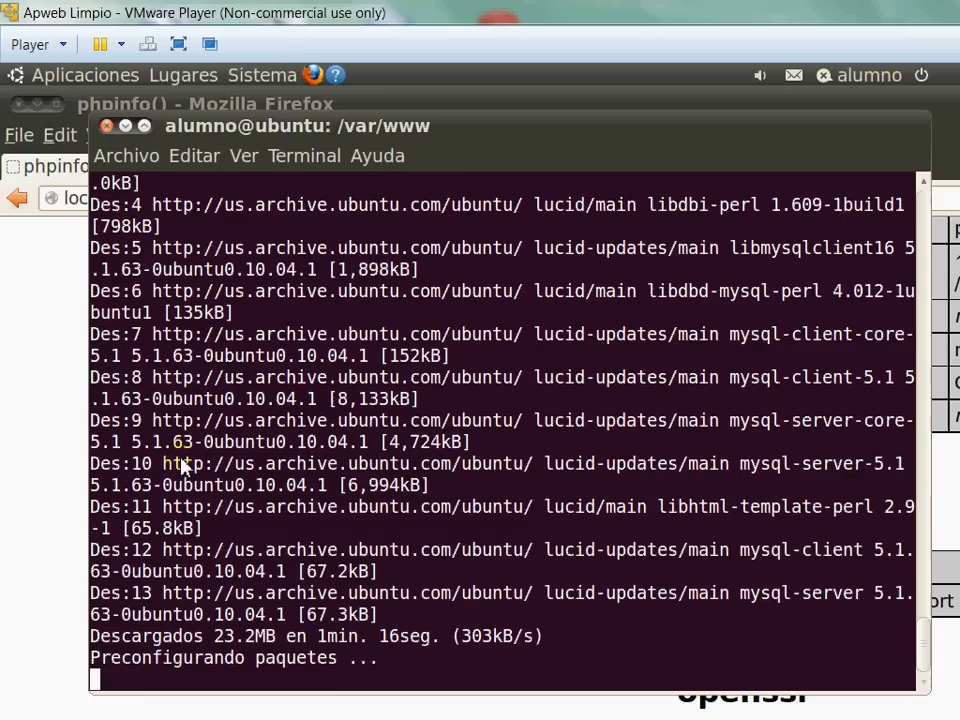 Apweb Limpio - VMware Player (Non-commercial use only)
Player
Aplicaciones Lugares Sistema alumno
phpinfo() - Mozilla Firefox
File Edit
alumno@ubuntu: /var/www
Archivo Editar Ver Terminal Ayuda
phpinfo
loc
.0kB]
Des:4 http://us.archive.ubuntu.com/ubuntu/ lucid/main libdbi-perl 1.609-1build1
[798kB]
Des:5 http://us.archive.ubuntu.com/ubuntu/ lucid-updates/main libmysqlclient16 5
.1.63-0ubuntu0.10.04.1 [1,898kB]
Des:6 http://us.archive.ubuntu.com/ubuntu/ lucid/main libdbd-mysql-perl 4.012-1u
buntu1 [135kB]
Des:7 http://us.archive.ubuntu.com/ubuntu/ lucid-updates/main mysql-client-core-
5.1 5.1.63-0ubuntu0.10.04.1 [152kB]
Des:8 http://us.archive.ubuntu.com/ubuntu/ lucid-updates/main mysql-client-5.1 5
.1.63-0ubuntu0.10.04.1 [8,133kB]
Des:9 http://us.archive.ubuntu.com/ubuntu/ lucid-updates/main mysql-server-core-
5.1 5.1.63-0ubuntu0.10.04.1 [4,724kB]
Des:10 http://us.archive.ubuntu.com/ubuntu/ lucid-updates/main mysql-server-5.1
5.1.63-0ubuntu0.10.04.1 [6,994kB]
Des:11 http://us.archive.ubuntu.com/ubuntu/ lucid/main libhtml-template-perl 2.9
-1 [65.8kB]
Des:12 http://us.archive.ubuntu.com/ubuntu/ lucid-updates/main mysql-client 5.1.
63-0ubuntu0.10.04.1 [67.2kB]
Des:13 http://us.archive.ubuntu.com/ubuntu/ lucid-updates/main mysql-server 5.1.
63-0ubuntu0.10.04.1 [67.3kB]
Descargados 23.2MB en 1min. 16seg. (303kB/s)
Preconfigurando paquetes ...
ort
openssl